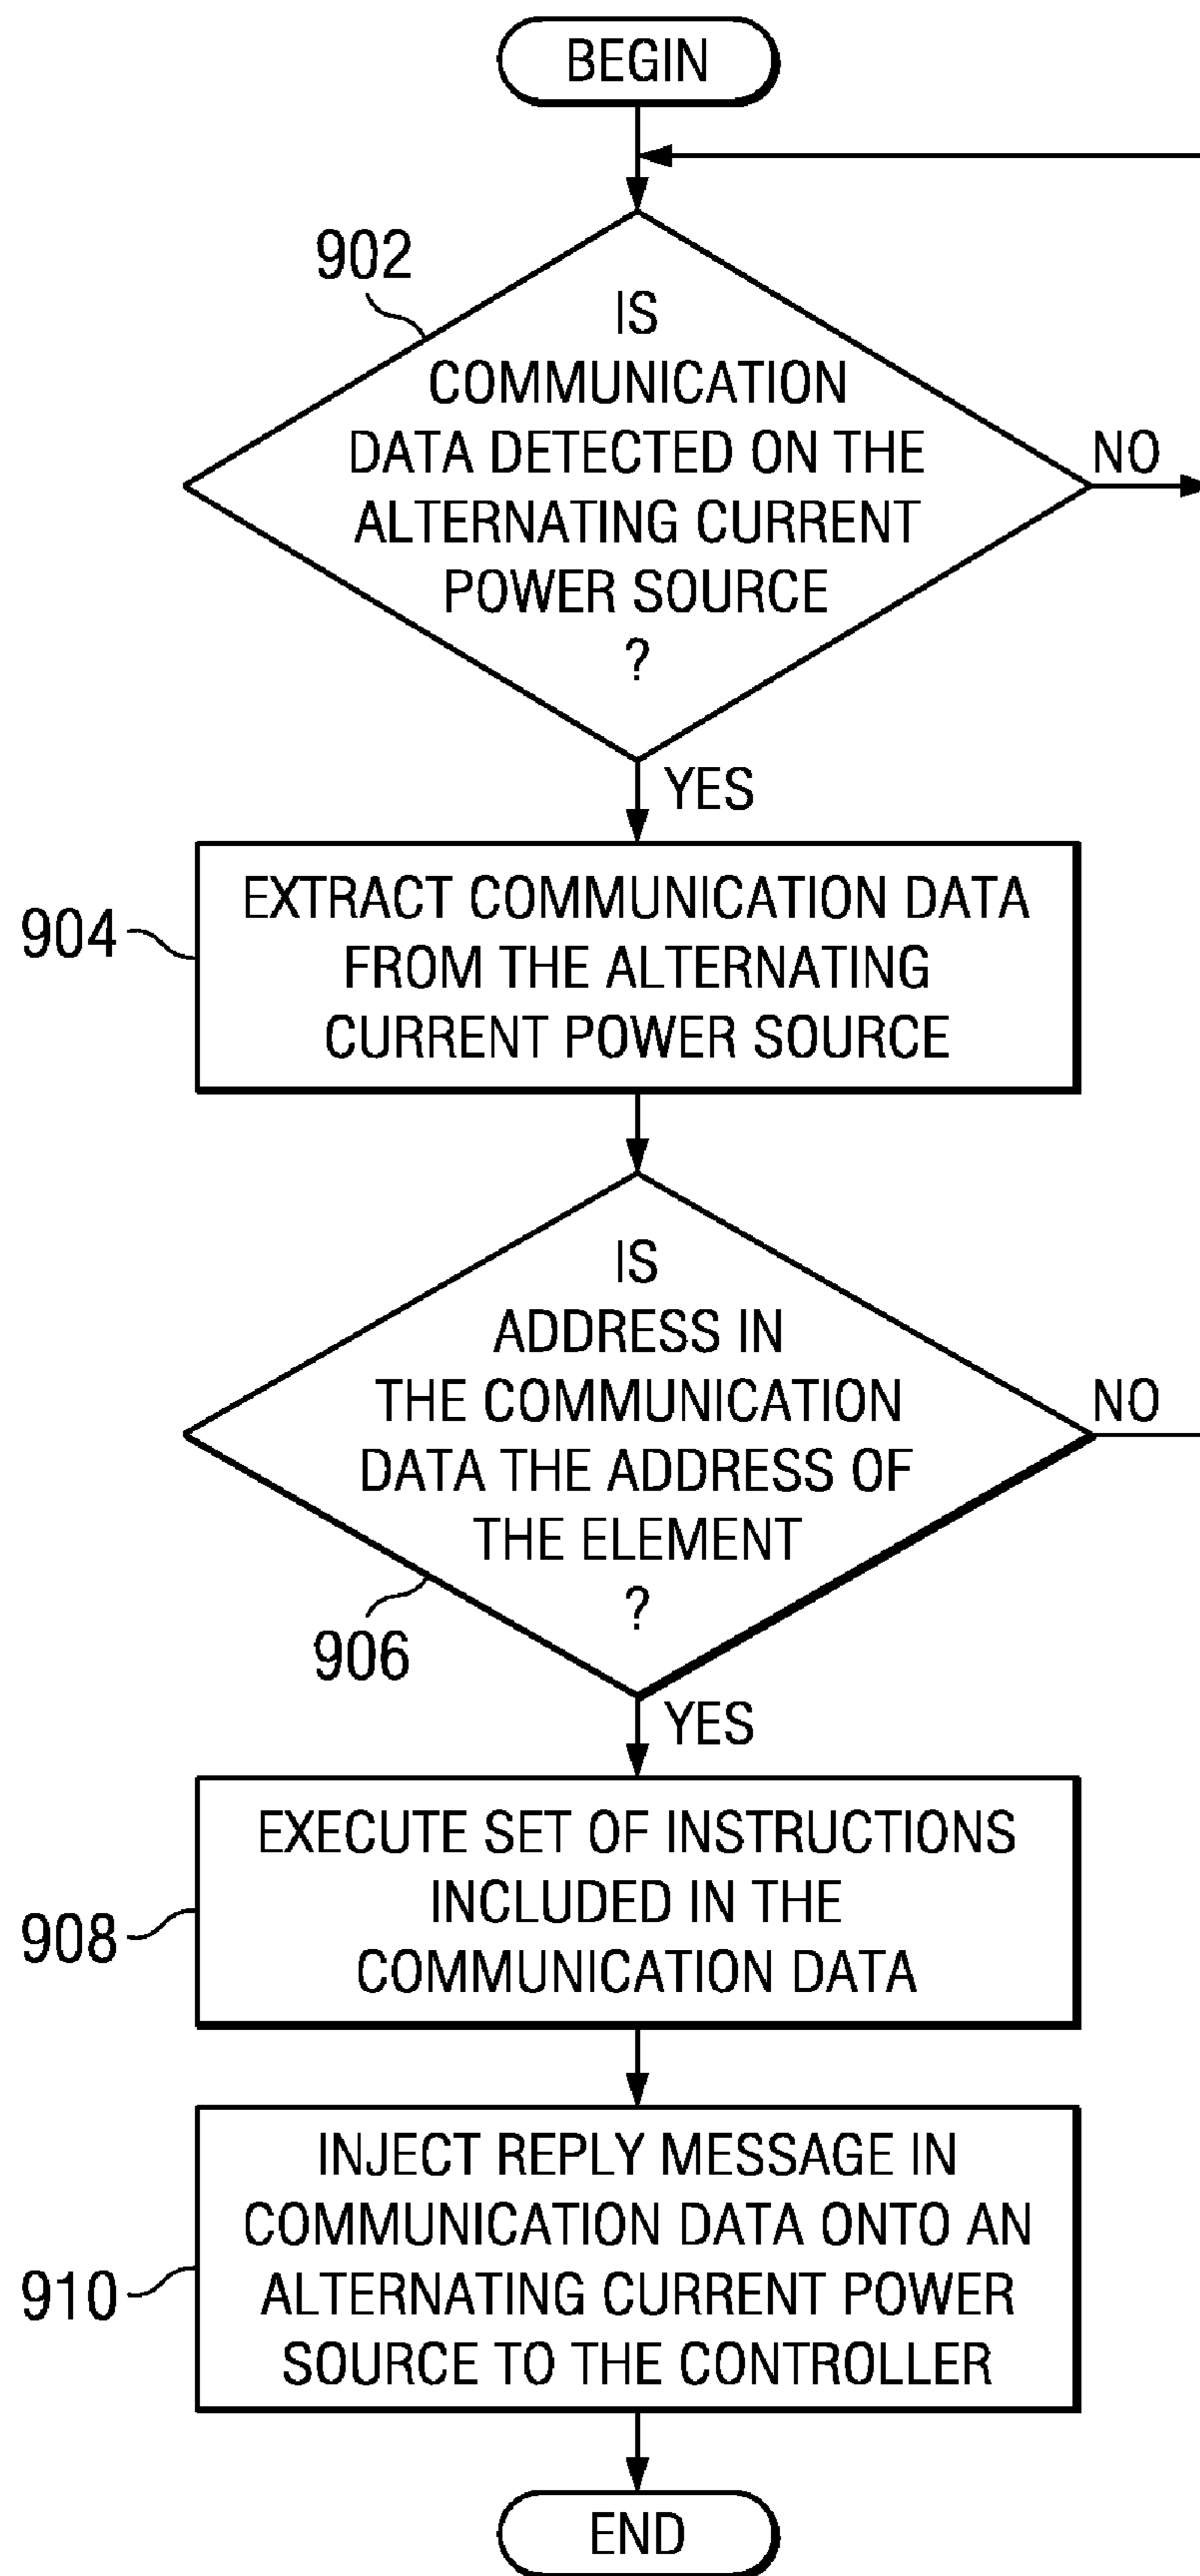 BEGIN
902
IS
COMMUNICATION
DATA DETECTED ON THE
ALTERNATING CURRENT
POWER SOURCE
?
NO
YES
904
EXTRACT COMMUNICATION DATA
FROM THE ALTERNATING
CURRENT POWER SOURCE
IS
ADDRESS IN
THE COMMUNICATION
DATA THE ADDRESS OF
THE ELEMENT
?
NO
906
YES
908
EXECUTE SET OF INSTRUCTIONS
INCLUDED IN THE
COMMUNICATION DATA
910
INJECT REPLY MESSAGE IN
COMMUNICATION DATA ONTO AN
ALTERNATING CURRENT POWER
SOURCE TO THE CONTROLLER
END